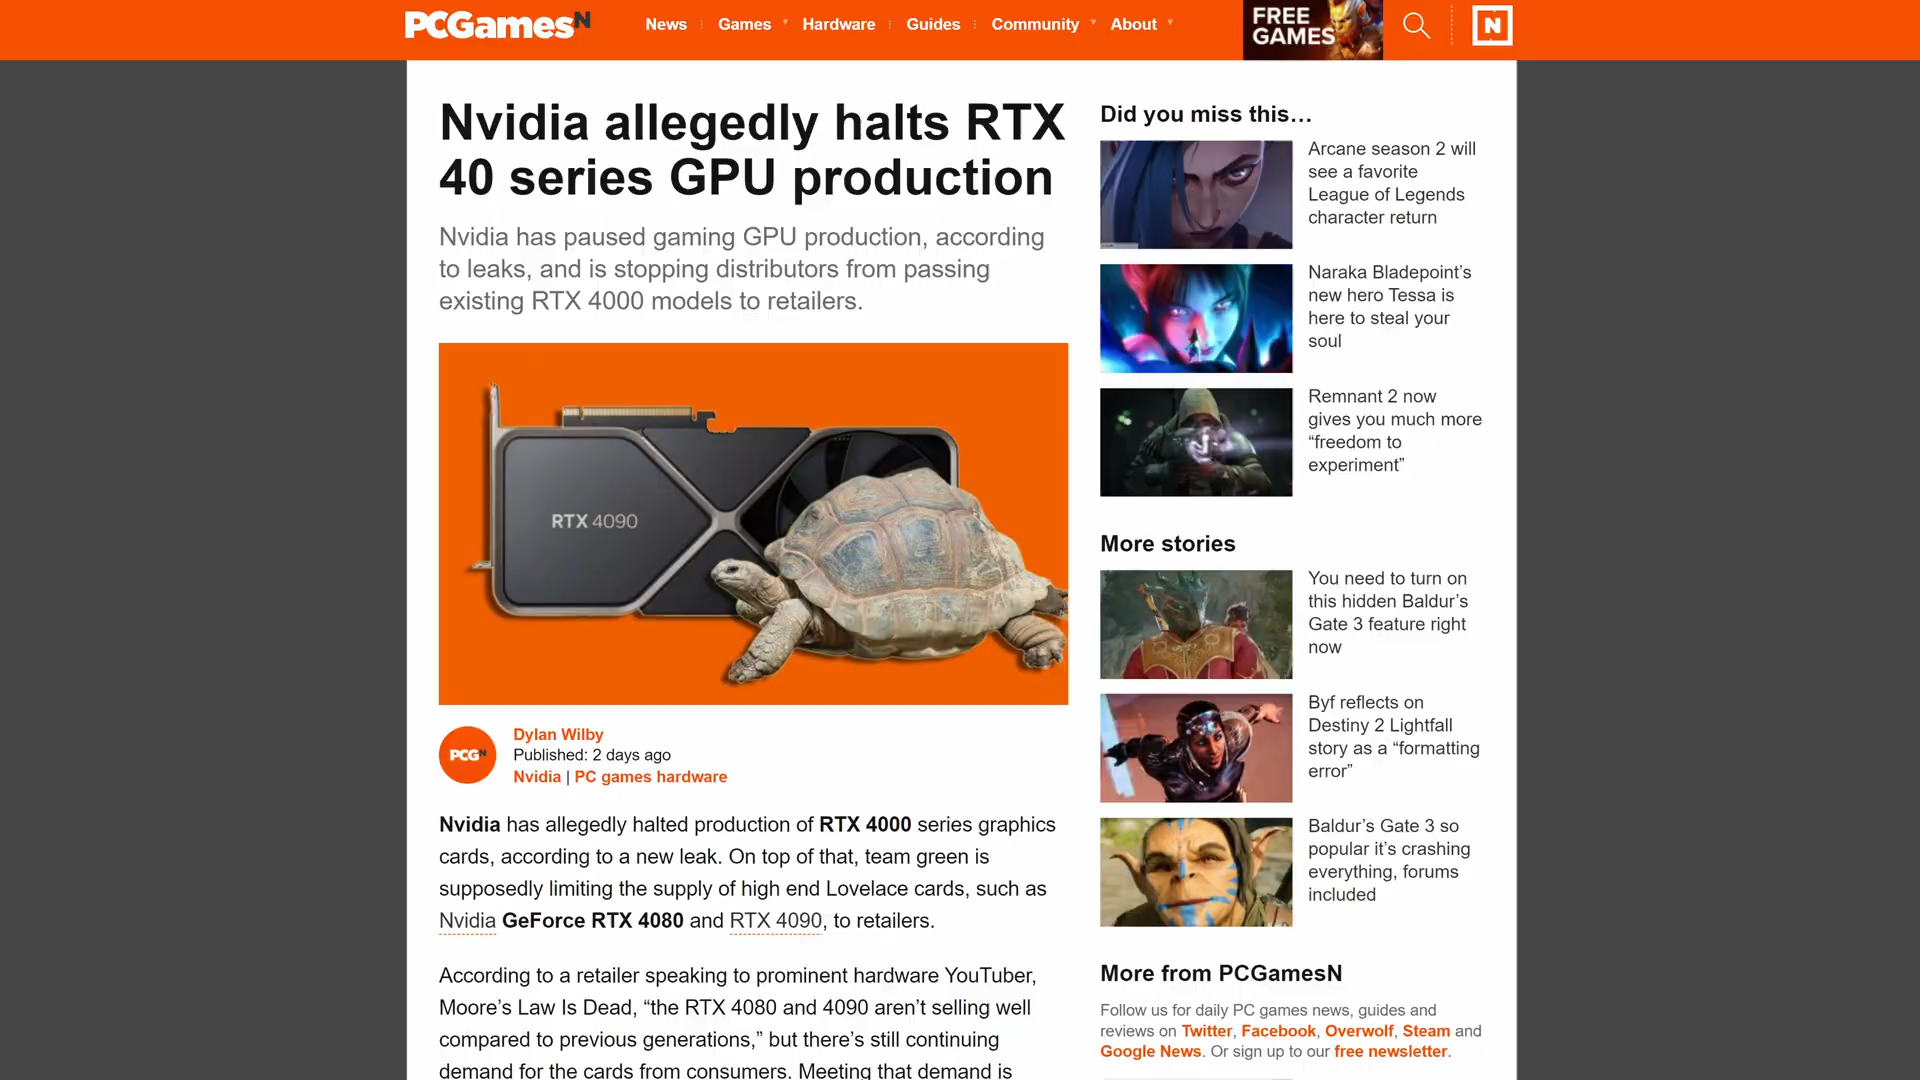 PCGamesN
News
Games
Hardware
Guides
Community
About
FREE
GAMES
N
Nvidia allegedly halts RTX
40 series GPU production
Nvidia has paused gaming GPU production, according
to leaks, and is stopping distributors from passing
existing RTX 4000 models to retailers.
RTX 4090
PCGN
Dylan Wilby
Published: 2 days ago
Nvidia | PC games hardware
Nvidia has allegedly halted production of RTX 4000 series graphics
cards, according to a new leak. On top of that, team green is
supposedly limiting the supply of high end Lovelace cards, such as
Nvidia GeForce RTX 4080 and RTX 4090, to retailers.
According to a retailer speaking to prominent hardware YouTuber,
Moore’s Law Is Dead, “the RTX 4080 and 4090 aren’t selling well
compared to previous generations,” but there’s still continuing
demand for the cards from consumers. Meeting that demand is
Did you miss this…
Arcane season 2 will
see a favorite
League of Legends
character return
Naraka Bladepoint’s
new hero Tessa is
here to steal your
soul
Remnant 2 now
gives you much more
“freedom to
experiment”
More stories
You need to turn on
this hidden Baldur’s
Gate 3 feature right
now
Byf reflects on
Destiny 2 Lightfall
story as a “formatting
error”
Baldur’s Gate 3 so
popular it’s crashing
everything, forums
included
More from PCGamesN
Follow us for daily PC games news, guides and
reviews on Twitter, Facebook, Overwolf, Steam and
Google News. Or sign up to our free newsletter.